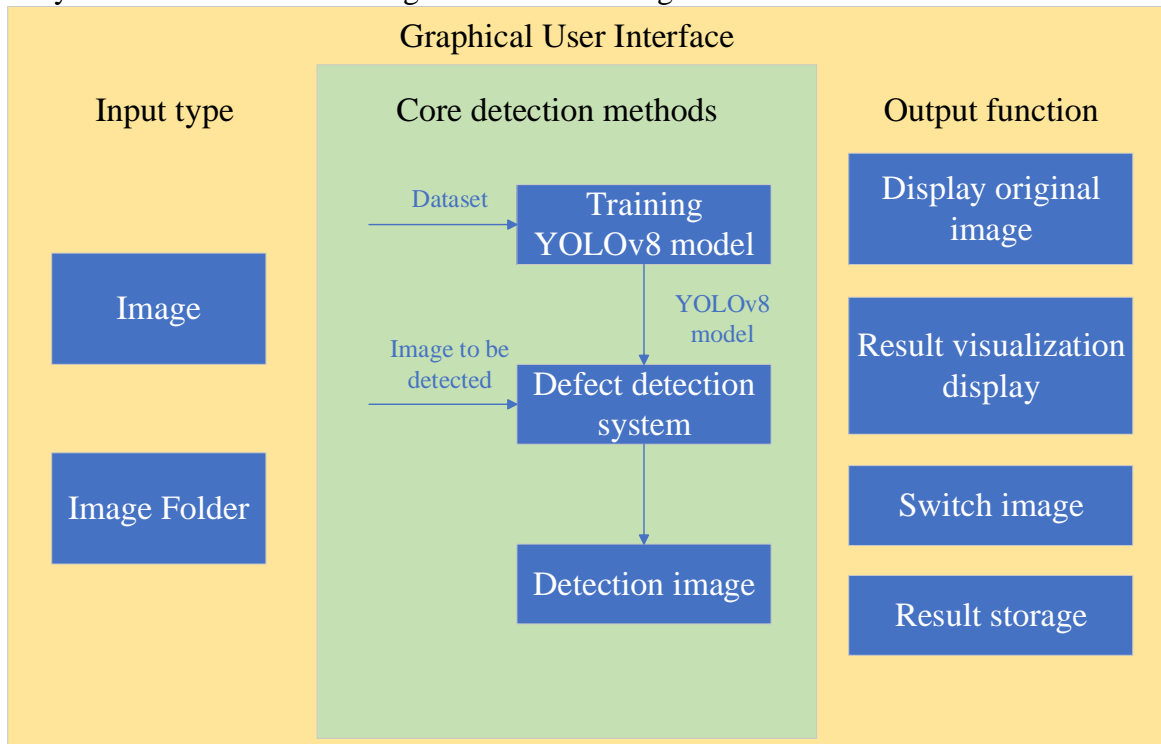 Graphical User Interface
Input type
Core detection methods
Output function
Image
Image Folder
Dataset
Training
YOLOv8 model
YOLOv8
model
Image to be
detected
Defect detection
system
Detection image
Display original
image
Result visualization
display
Switch image
Result storage